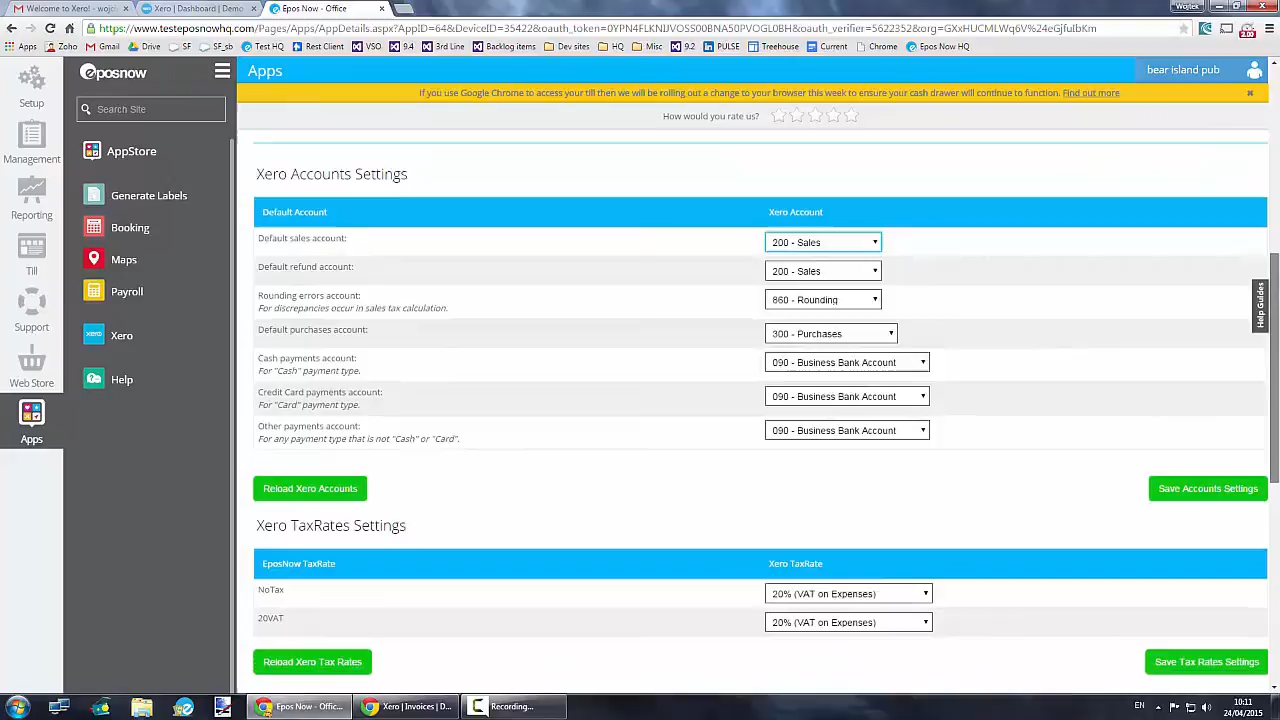 Welcome to Xero! - wojci
Xero | Dashboard | Demo
Epos Now - Office
Wojtek
https://www.testeposnowhq.com/Pages/Apps/AppDetails.aspx?AppID=64&DeviceID=35422&oauth_token=0YPN4FLKNIJVOSS00BNA50PVOGL0BH&oauth_verifier=5622352&org=GXxHUCMLWq6V%24eGjfuIbKm
Apps Zoho Gmail Drive SF SF_sb Test HQ Rest Client VSO 9.4 3rd Line Backlog items Dev sites HQ Misc 9.2 PULSE Treehouse Current Chrome Epos Now HQ
Setup
Management
Reporting
Till
Support
Web Store
Apps
eposnow
Search Site
AppStore
Generate Labels
Booking
Maps
Payroll
xero Xero
Help
Apps
bear island pub
If you use Google Chrome to access your till then we will be rolling out a change to your browser this week to ensure your cash drawer will continue to function. Find out more
How would you rate us?
Xero Accounts Settings
Default Account Xero Account
Default sales account: 200 - Sales
Default refund account: 200 - Sales
Rounding errors account: 860 - Rounding
For discrepancies occur in sales tax calculation.
Default purchases account: 300 - Purchases
Cash payments account: 090 - Business Bank Account
For "Cash" payment type.
Credit Card payments account: 090 - Business Bank Account
For "Card" payment type.
Other payments account: 090 - Business Bank Account
For any payment type that is not "Cash" or "Card".
Reload Xero Accounts Save Accounts Settings
Xero TaxRates Settings
EposNow TaxRate Xero TaxRate
NoTax 20% (VAT on Expenses)
20VAT 20% (VAT on Expenses)
Reload Xero Tax Rates Save Tax Rates Settings
Help Guides
Epos Now - Offic...
Xero | Invoices | D...
Recording...
EN
10:11
24/04/2015